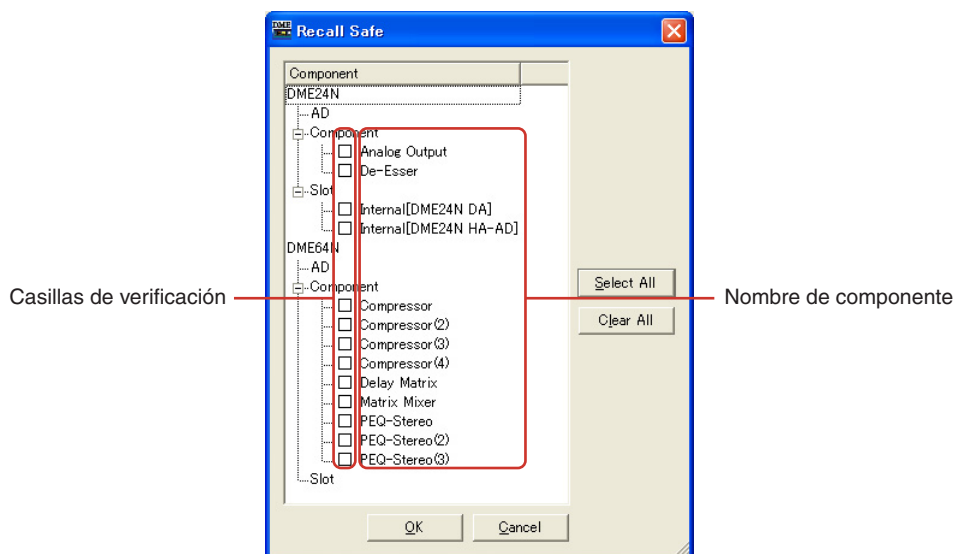 DME Recall Safe
Component
DME24N
AD
Component
Analog Output
De-Esser
Slot
Internal[DME24N DA]
Internal[DME24N HA-AD]
DME64N
AD
Component
Compressor
Compressor(2)
Compressor(3)
Compressor(4)
Delay Matrix
Matrix Mixer
PEQ-Stereo
PEQ-Stereo(2)
PEQ-Stereo(3)
Slot
Select All
Clear All
Casillas de verificación
Nombre de componente
OK Cancel